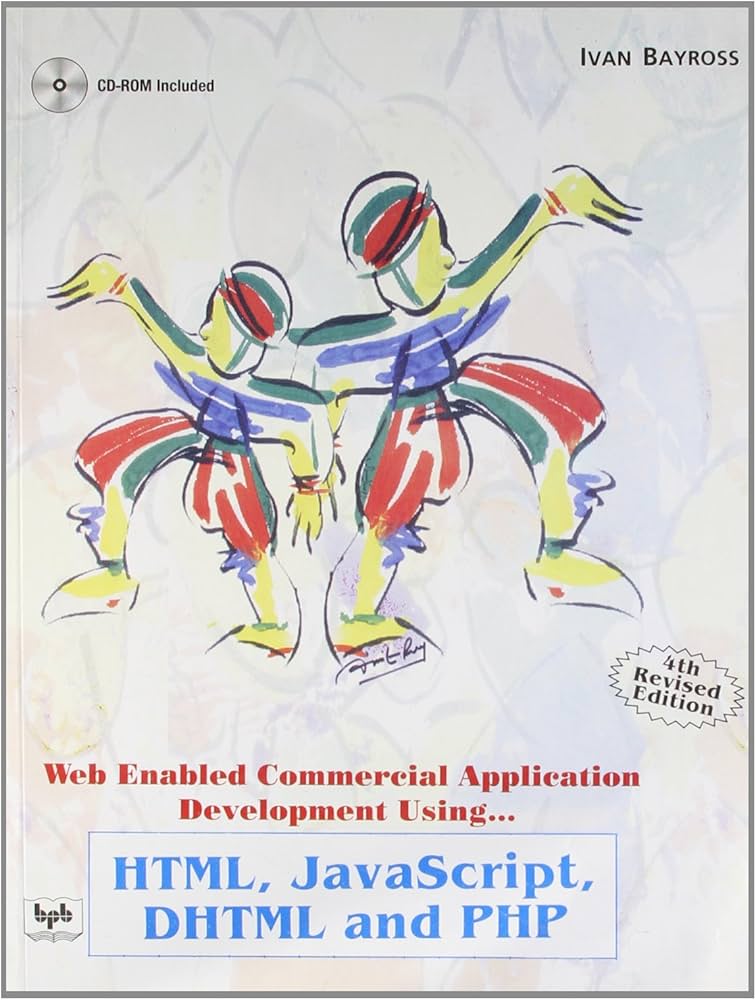 IVAN BAYROSS
CD-ROM Included
4th
Revised
Edition
Web Enabled Commercial Application
Development Using...
HTML, JavaScript,
DHTML and PHP
bpb